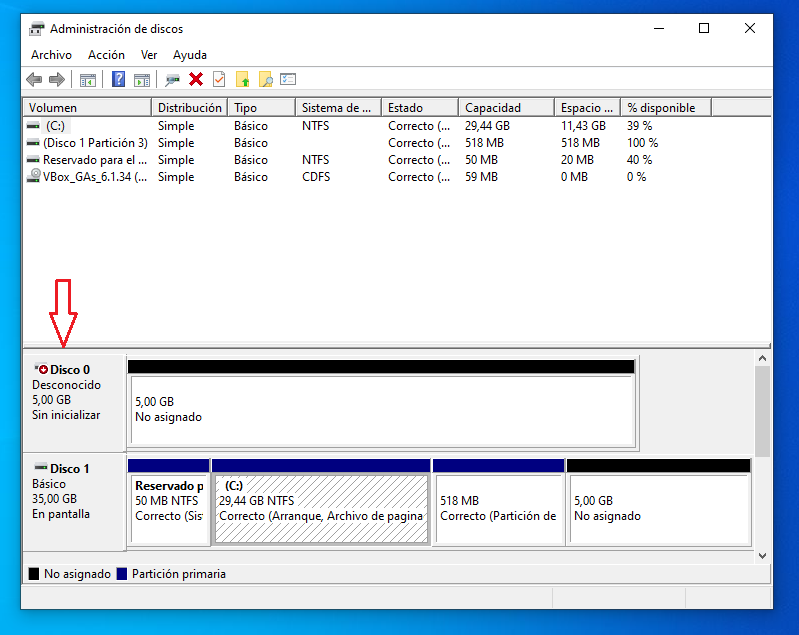 Administración de discos
Archivo Acción Ver Ayuda
Volumen Distribución Tipo Sistema de ... Estado Capacidad Espacio ... % disponible
(C:) Simple Básico NTFS Correcto (... 29,44 GB 11,43 GB 39 %
(Disco 1 Partición 3) Simple Básico Correcto (... 518 MB 518 MB 100 %
Reservado para el ... Simple Básico NTFS Correcto (... 50 MB 20 MB 40 %
VBox_GAs_6.1.34 (... Simple Básico CDFS Correcto (... 59 MB 0 MB 0 %
Disco 0
Desconocido
5,00 GB
Sin inicializar
5,00 GB
No asignado
Disco 1
Básico
35,00 GB
En pantalla
Reservado p
50 MB NTFS
Correcto (Sis
(C:)
29,44 GB NTFS
Correcto (Arranque, Archivo de pagina
518 MB
Correcto (Partición de
5,00 GB
No asignado
No asignado Partición primaria